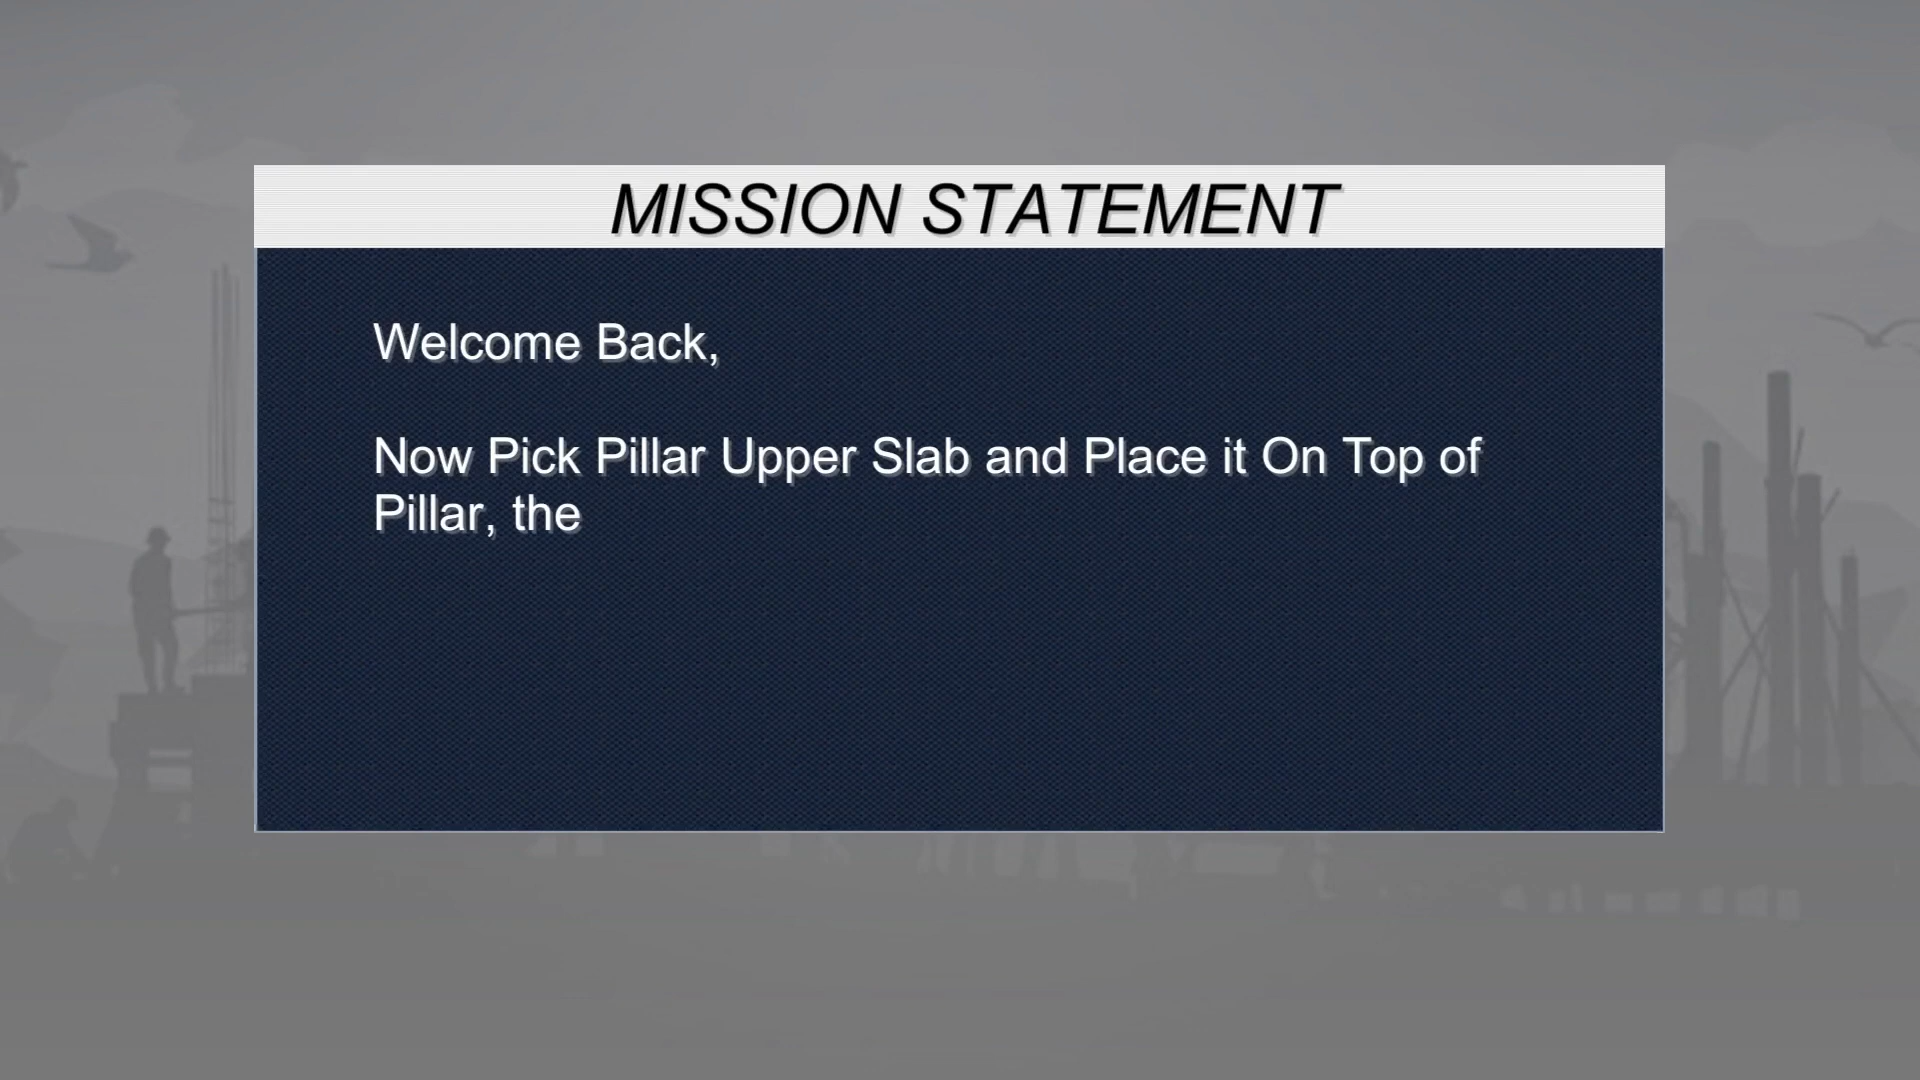 MISSION STATEMENT
Welcome Back,
Now Pick Pillar Upper Slab and Place it On Top of
Pillar, the